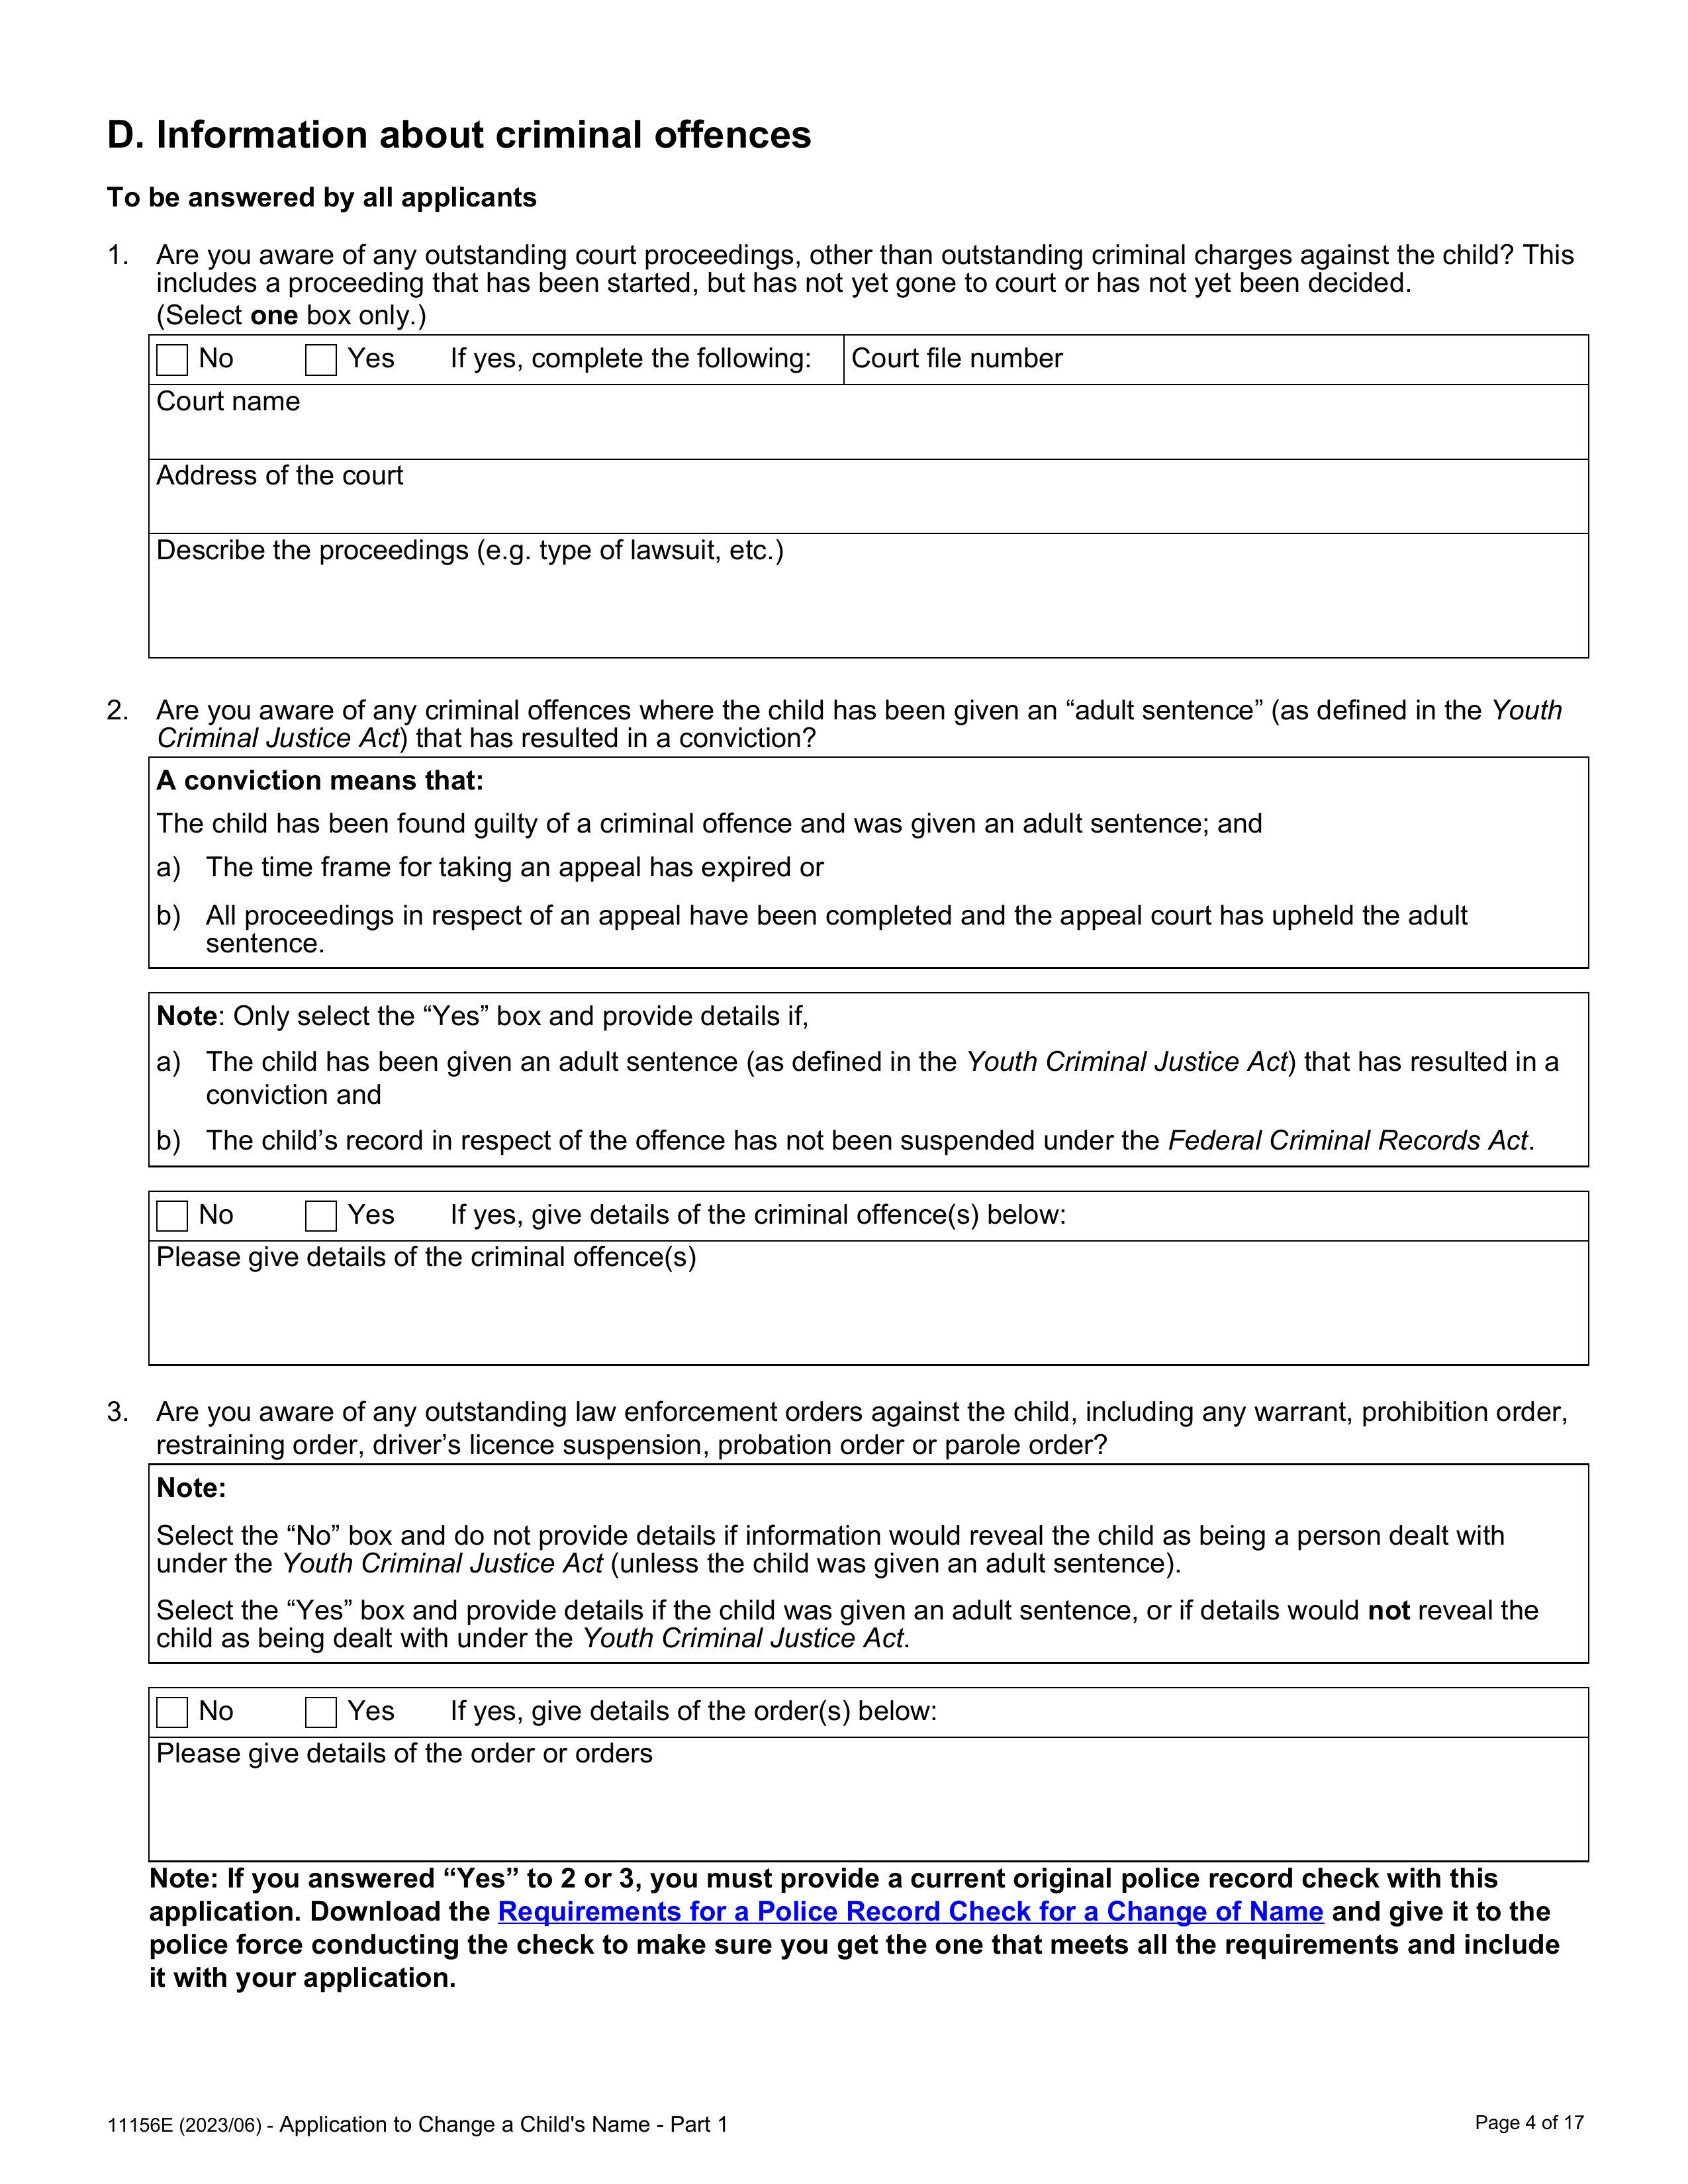 D. Information about criminal offences
To be answered by all applicants
1. Are you aware of any outstanding court proceedings, other than outstanding criminal charges against the child? This
includes a proceeding that has been started, but has not yet gone to court or has not yet been decided.
(Select one box only.)
No Yes If yes, complete the following: Court file number
Court name
Address of the court
Describe the proceedings (e.g. type of lawsuit, etc.)
2. Are you aware of any criminal offences where the child has been given an “adult sentence” (as defined in the Youth
Criminal Justice Act) that has resulted in a conviction?
A conviction means that:
The child has been found guilty of a criminal offence and was given an adult sentence; and
a) The time frame for taking an appeal has expired or
b) All proceedings in respect of an appeal have been completed and the appeal court has upheld the adult
sentence.
Note: Only select the “Yes” box and provide details if,
a) The child has been given an adult sentence (as defined in the Youth Criminal Justice Act) that has resulted in a
conviction and
b) The child’s record in respect of the offence has not been suspended under the Federal Criminal Records Act.
No Yes If yes, give details of the criminal offence(s) below:
Please give details of the criminal offence(s)
3. Are you aware of any outstanding law enforcement orders against the child, including any warrant, prohibition order,
restraining order, driver’s licence suspension, probation order or parole order?
Note:
Select the “No” box and do not provide details if information would reveal the child as being a person dealt with
under the Youth Criminal Justice Act (unless the child was given an adult sentence).
Select the “Yes” box and provide details if the child was given an adult sentence, or if details would not reveal the
child as being dealt with under the Youth Criminal Justice Act.
No Yes If yes, give details of the order(s) below:
Please give details of the order or orders
Note: If you answered “Yes” to 2 or 3, you must provide a current original police record check with this
application. Download the Requirements for a Police Record Check for a Change of Name and give it to the
police force conducting the check to make sure you get the one that meets all the requirements and include
it with your application.
11156E (2023/06) - Application to Change a Child's Name - Part 1 Page 4 of 17